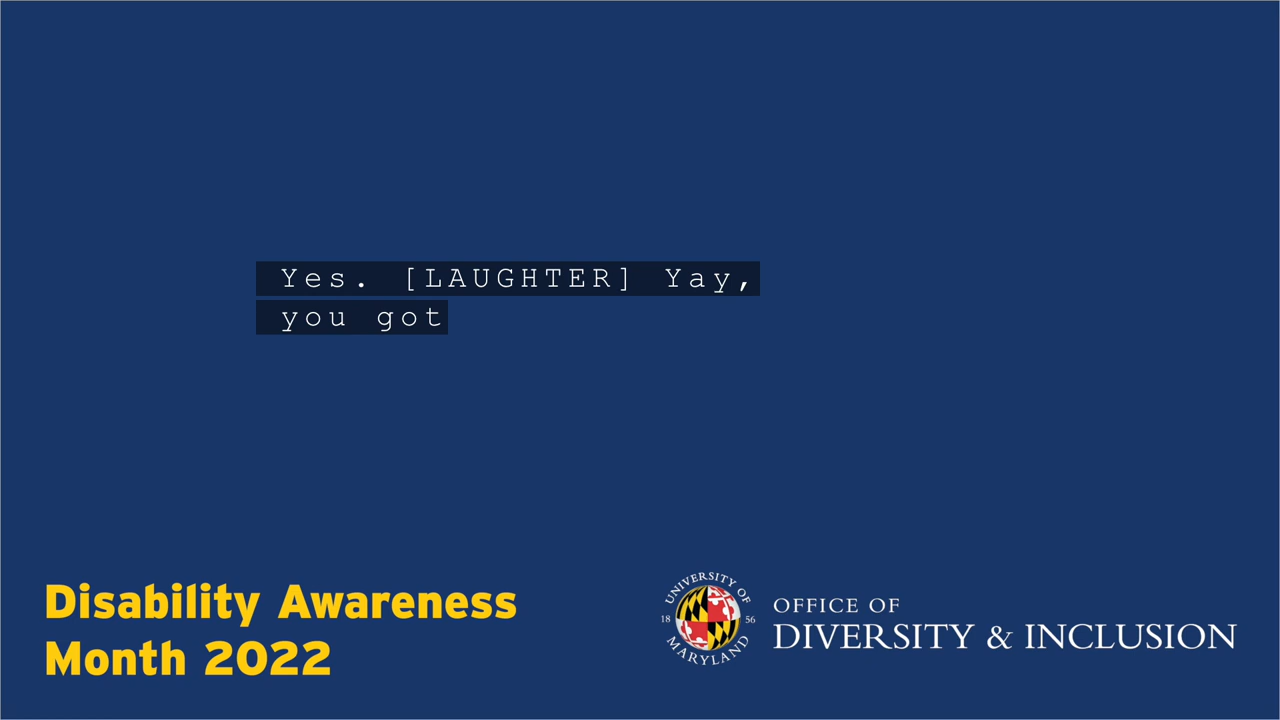 Yes. [LAUGHTER] Yay,
you got
Disability Awareness
Month 2022
UNIVERSITY OF
18 56
MARYLAND
OFFICE OF
DIVERSITY & INCLUSION